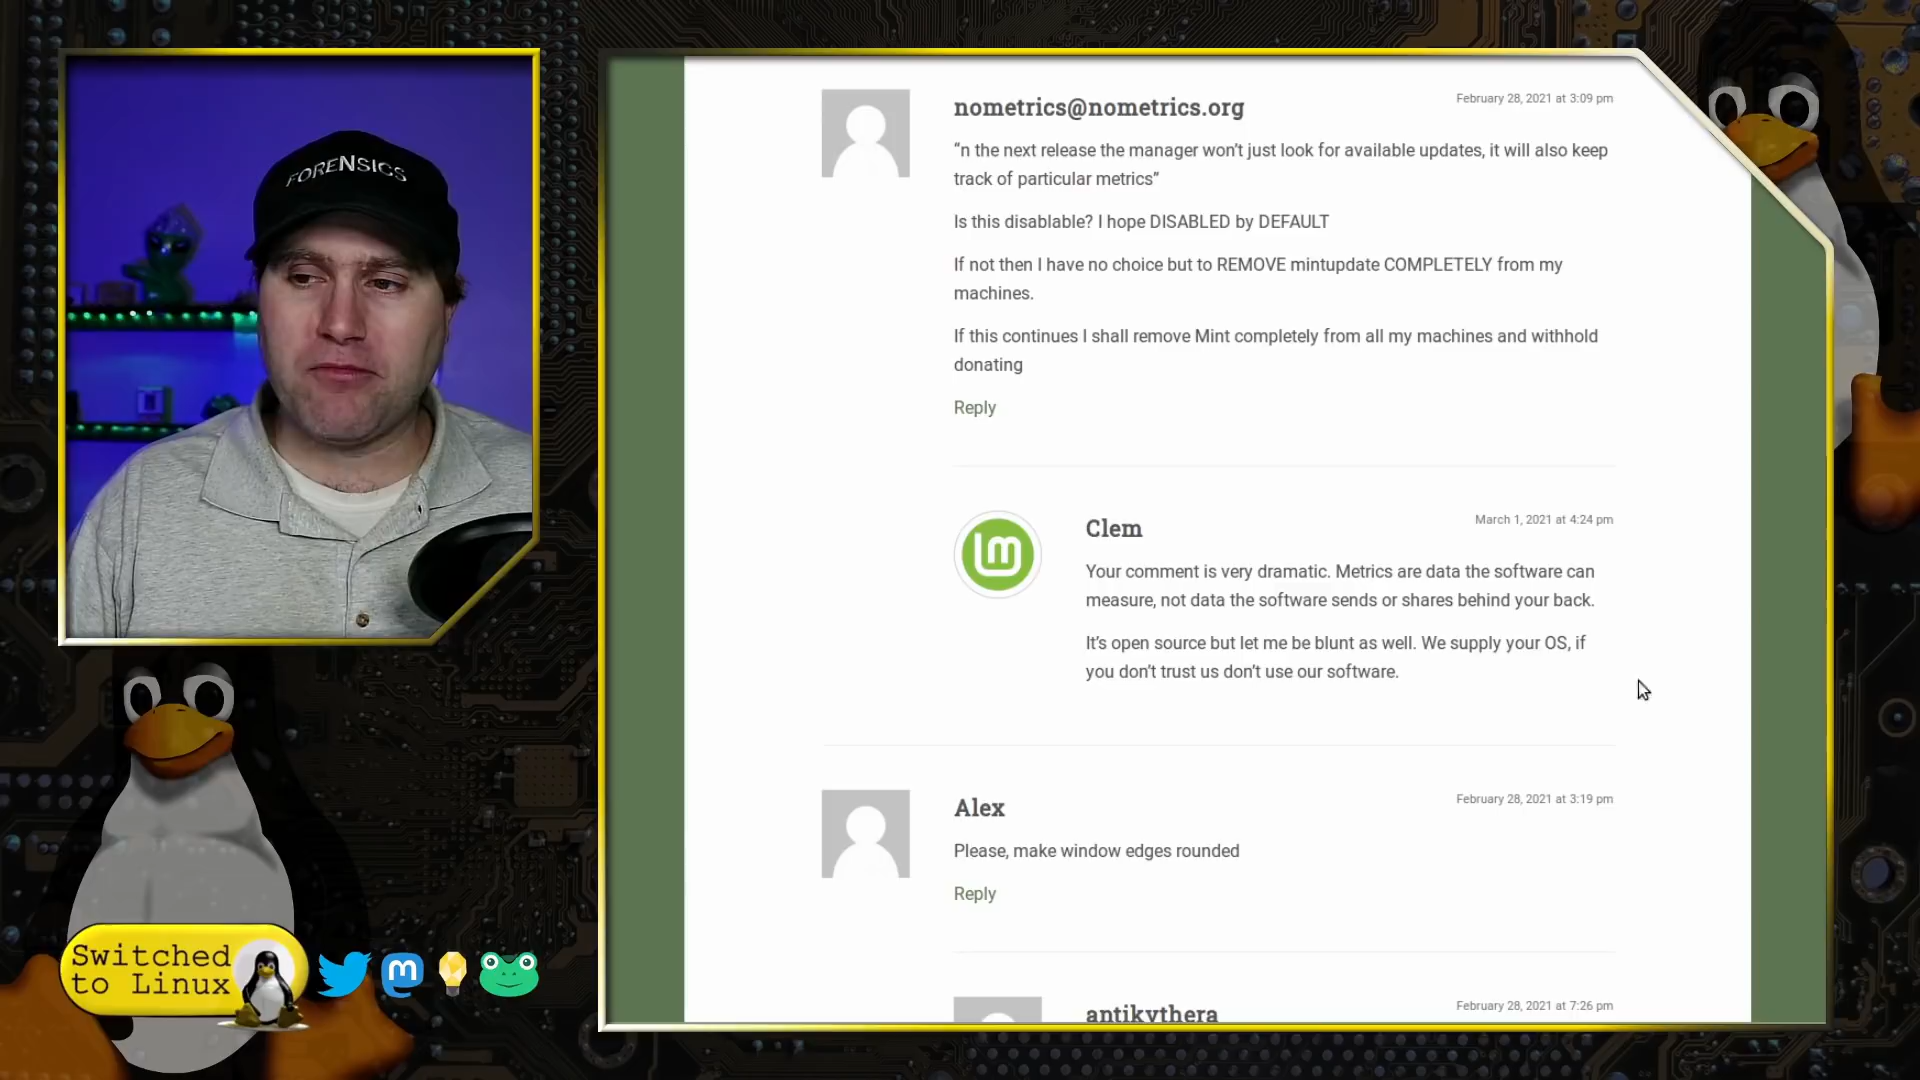 FORENSICS
nometrics@nometrics.org
February 28, 2021 at 3:09 pm
“n the next release the manager won’t just look for available updates, it will also keep
track of particular metrics”
Is this disablable? I hope DISABLED by DEFAULT
If not then I have no choice but to REMOVE mintupdate COMPLETELY from my
machines.
If this continues I shall remove Mint completely from all my machines and withhold
donating
Reply
Clem
March 1, 2021 at 4:24 pm
Your comment is very dramatic. Metrics are data the software can
measure, not data the software sends or shares behind your back.
It’s open source but let me be blunt as well. We supply your OS, if
you don’t trust us don’t use our software.
Alex
February 28, 2021 at 3:19 pm
Please, make window edges rounded
Reply
antikythera
February 28, 2021 at 7:26 pm
Switched
to Linux